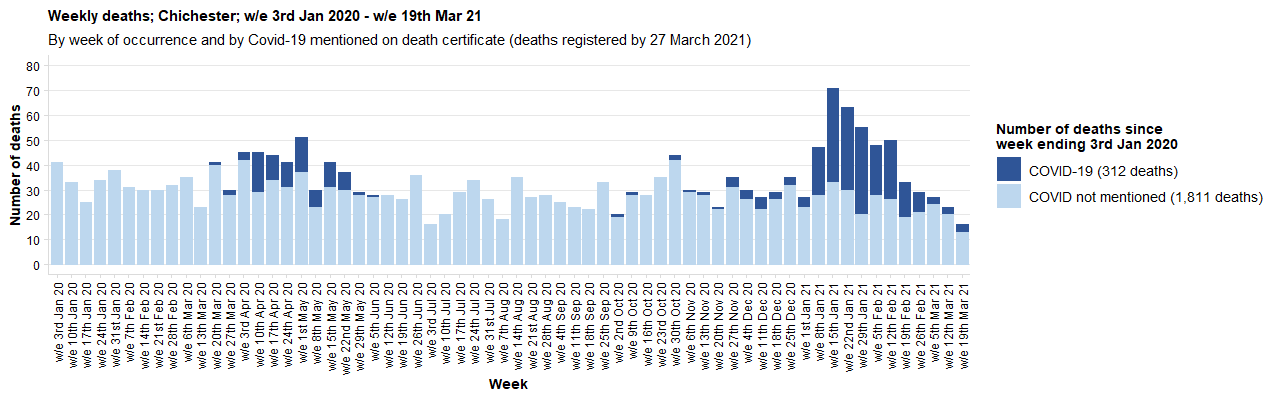 Weekly deaths; Chichester; w/e 3rd Jan 2020 - w/e 19th Mar 21
By week of occurrence and by Covid-19 mentioned on death certificate (deaths registered by 27 March 2021)
Number of deaths
80
70
60
50
40
30
20
10
0
w/e 3rd Jan 20
w/e 10th Jan 20
w/e 17th Jan 20
w/e 24th Jan 20
w/e 31st Jan 20
w/e 7th Feb 20
w/e 14th Feb 20
w/e 21st Feb 20
w/e 28th Feb 20
w/e 6th Mar 20
w/e 13th Mar 20
w/e 20th Mar 20
w/e 27th Mar 20
w/e 3rd Apr 20
w/e 10th Apr 20
w/e 17th Apr 20
w/e 24th Apr 20
w/e 1st May 20
w/e 8th May 20
w/e 15th May 20
w/e 22nd May 20
w/e 29th May 20
w/e 5th Jun 20
w/e 12th Jun 20
w/e 19th Jun 20
w/e 26th Jun 20
w/e 3rd Jul 20
w/e 10th Jul 20
w/e 17th Jul 20
w/e 24th Jul 20
w/e 31st Jul 20
w/e 7th Aug 20
w/e 14th Aug 20
w/e 21st Aug 20
w/e 28th Aug 20
w/e 4th Sep 20
w/e 11th Sep 20
w/e 18th Sep 20
w/e 25th Sep 20
w/e 2nd Oct 20
w/e 9th Oct 20
w/e 16th Oct 20
w/e 23rd Oct 20
w/e 30th Oct 20
w/e 6th Nov 20
w/e 13th Nov 20
w/e 20th Nov 20
w/e 27th Nov 20
w/e 4th Dec 20
w/e 11th Dec 20
w/e 18th Dec 20
w/e 25th Dec 20
w/e 1st Jan 21
w/e 8th Jan 21
w/e 15th Jan 21
w/e 22nd Jan 21
w/e 29th Jan 21
w/e 5th Feb 21
w/e 12th Feb 21
w/e 19th Feb 21
w/e 26th Feb 21
w/e 5th Mar 21
w/e 12th Mar 21
w/e 19th Mar 21
Week
Number of deaths since
week ending 3rd Jan 2020
COVID-19 (312 deaths)
COVID not mentioned (1,811 deaths)